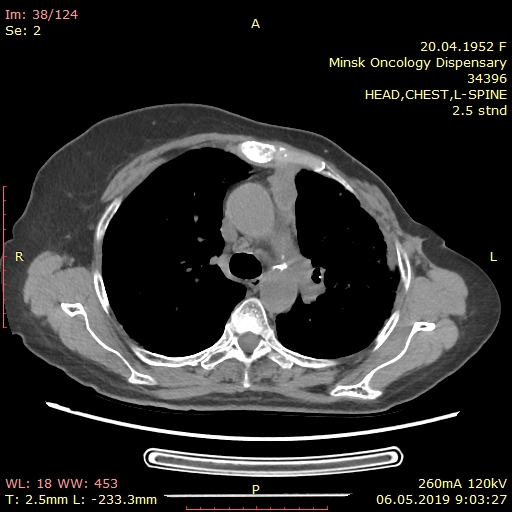 Im: 38/124
Se: 2
A
20.04.1952 F
Minsk Oncology Dispensary
34396
HEAD,CHEST,L-SPINE
2.5 stnd
R
L
WL: 18 WW: 453
T: 2.5mm L: -233.3mm
P
260mA 120kV
06.05.2019 9:03:27